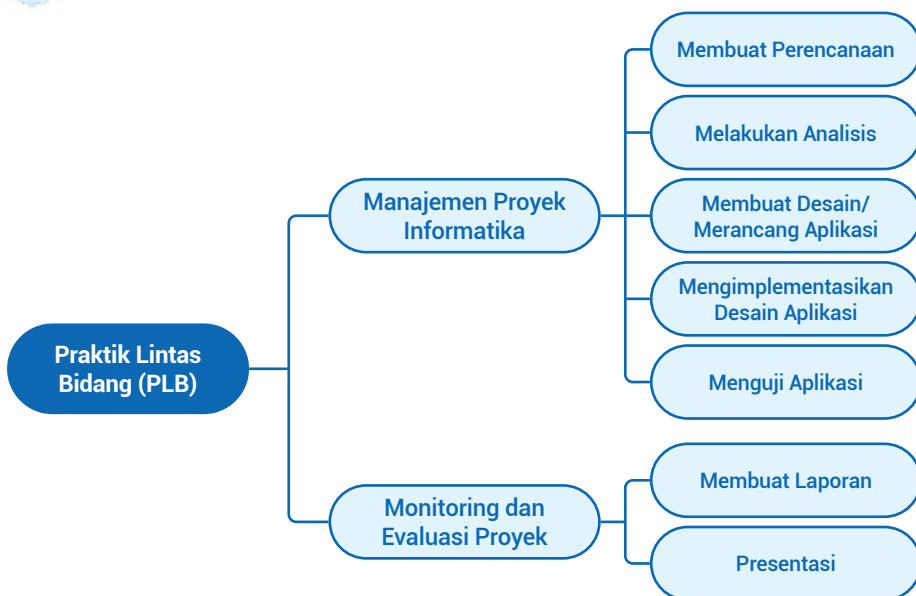 Praktik Lintas
Bidang (PLB)
Manajemen Proyek
Informatika
Membuat Perencanaan
Melakukan Analisis
Membuat Desain/
Merancang Aplikasi
Mengimplementasikan
Desain Aplikasi
Menguji Aplikasi
Monitoring dan
Evaluasi Proyek
Membuat Laporan
Presentasi